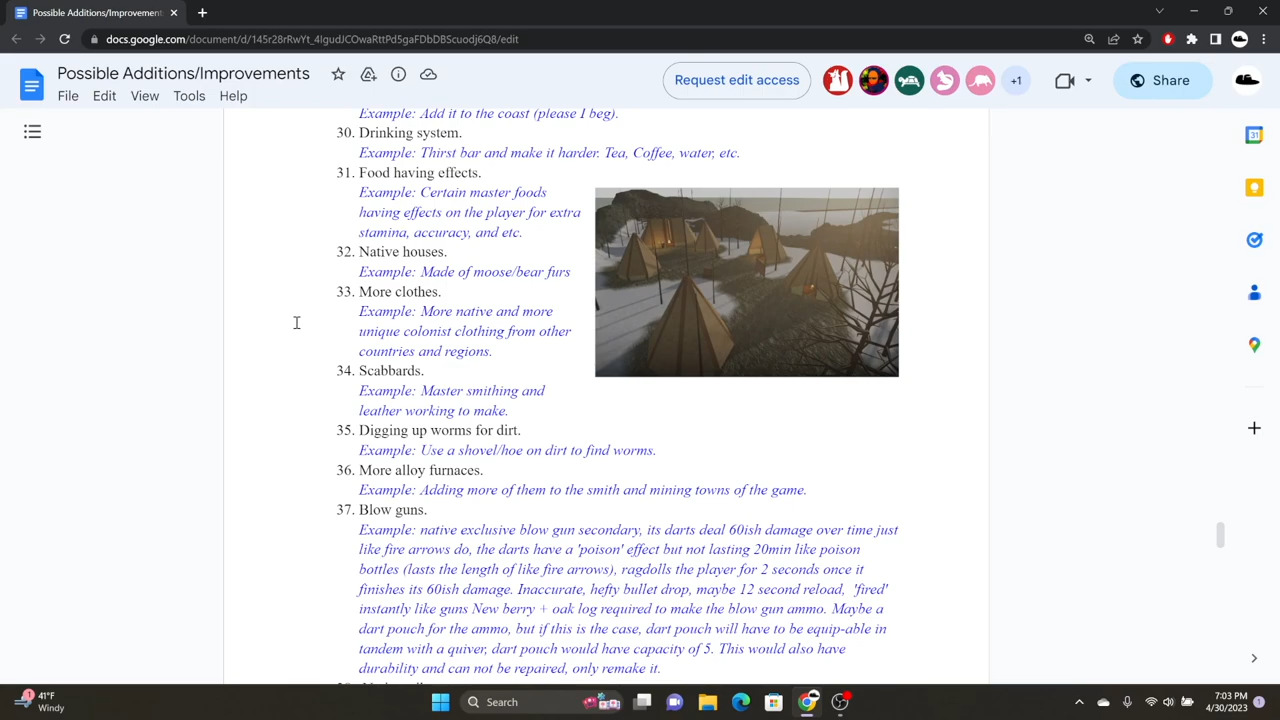 Possible Additions/Improvements
docs.google.com/document/d/145r28rRwYt_4IgudJCOwaRttPd5gaFDbDBScuodj6Q8/edit
Possible Additions/Improvements
Request edit access
+1
Share
File Edit View Tools Help
Example: Add it to the coast (please I beg).
30. Drinking system.
Example: Thirst bar and make it harder. Tea, Coffee, water, etc.
31. Food having effects.
Example: Certain master foods
having effects on the player for extra
stamina, accuracy, and etc.
32. Native houses.
Example: Made of moose/bear furs
33. More clothes.
Example: More native and more
unique colonist clothing from other
countries and regions.
34. Scabbards.
Example: Master smithing and
leather working to make.
35. Digging up worms for dirt.
Example: Use a shovel/hoe on dirt to find worms.
36. More alloy furnaces.
Example: Adding more of them to the smith and mining towns of the game.
37. Blow guns.
Example: native exclusive blow gun secondary, its darts deal 60ish damage over time just
like fire arrows do, the darts have a 'poison' effect but not lasting 20min like poison
bottles (lasts the length of like fire arrows), ragdolls the player for 2 seconds once it
finishes its 60ish damage. Inaccurate, hefty bullet drop, maybe 12 second reload, 'fired'
instantly like guns New berry + oak log required to make the blow gun ammo. Maybe a
dart pouch for the ammo, but if this is the case, dart pouch will have to be equip-able in
tandem with a quiver, dart pouch would have capacity of 5. This would also have
durability and can not be repaired, only remake it.
31
1
41°F
Windy
Search
7:03 PM
4/30/2023
1